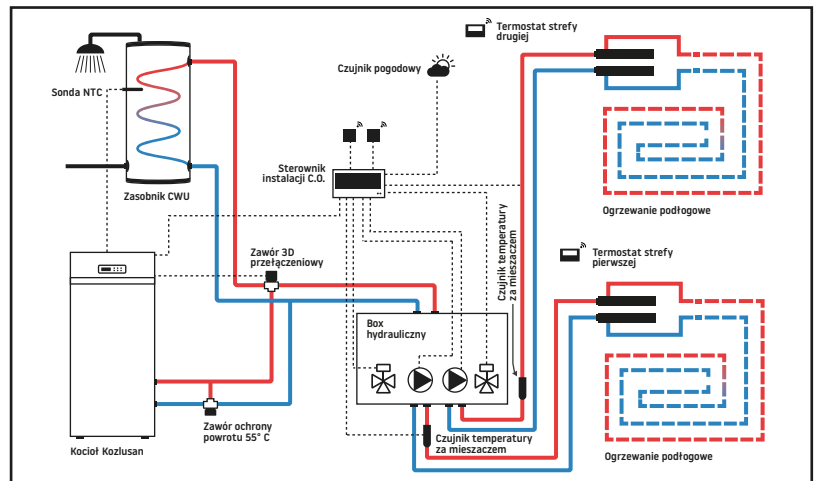 Termostat strefy
drugiej
Czujnik pogodowy
Sonda NTC
Sterownik
instalacji C.O.
Zasobnik CWU
Ogrzewanie podłogowe
Zawór 3D
przełączeniowy
Czujnik temperatury
za mieszaczem
Termostat strefy
pierwszej
Box
hydrauliczny
Zawór ochrony
powrotu 55° C
Czujnik temperatury
za mieszaczem
Kocioł Kozlusan
Ogrzewanie podłogowe